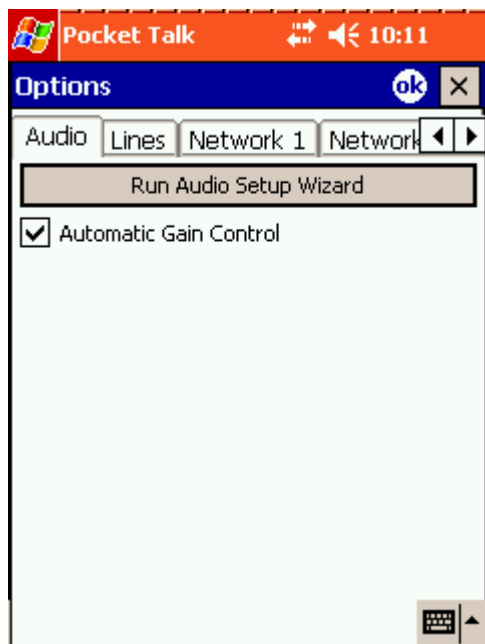 Pocket Talk 10:11
Options ok
Audio Lines Network 1 Network
Run Audio Setup Wizard
Automatic Gain Control